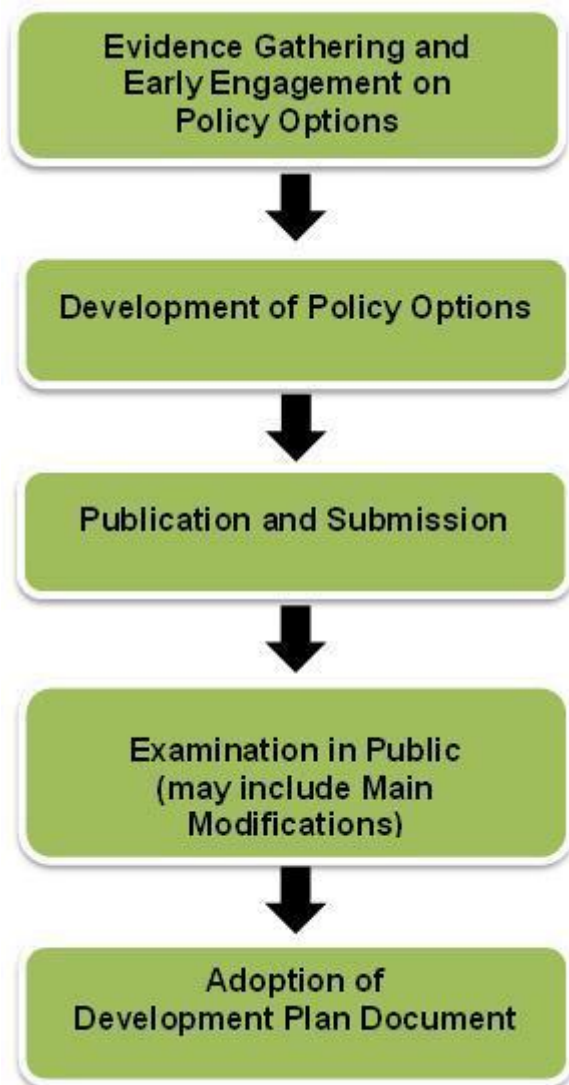 Evidence Gathering and
Early Engagement on
Policy Options
Development of Policy Options
Publication and Submission
Examination in Public
(may include Main
Modifications)
Adoption of
Development Plan Document